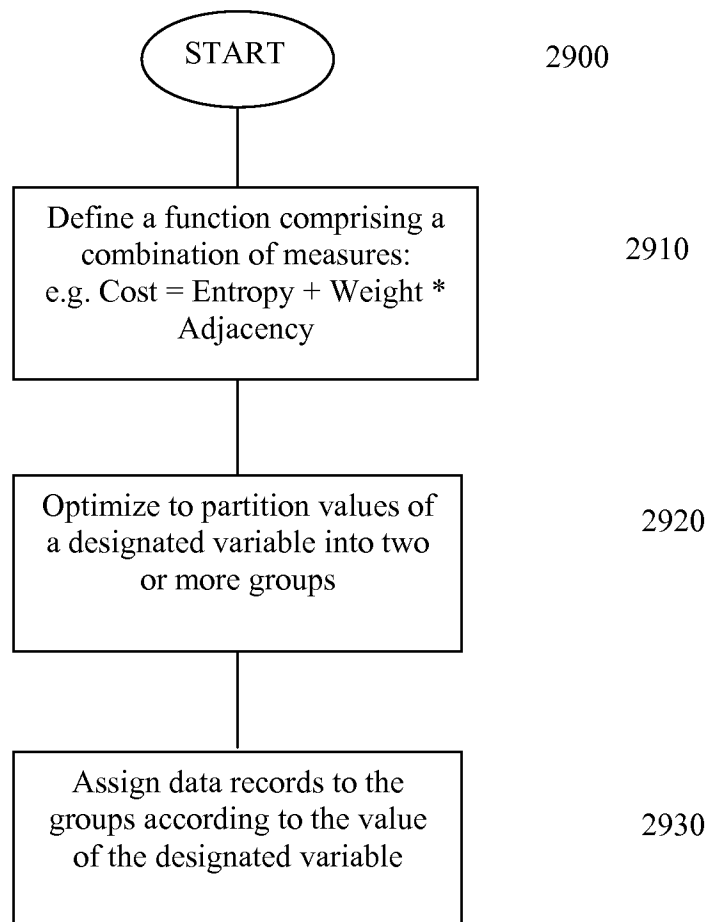 START
2900
Define a function comprising a
combination of measures:
e.g. Cost = Entropy + Weight *
Adjacency
2910
Optimize to partition values of
a designated variable into two
or more groups
2920
Assign data records to the
groups according to the value
of the designated variable
2930